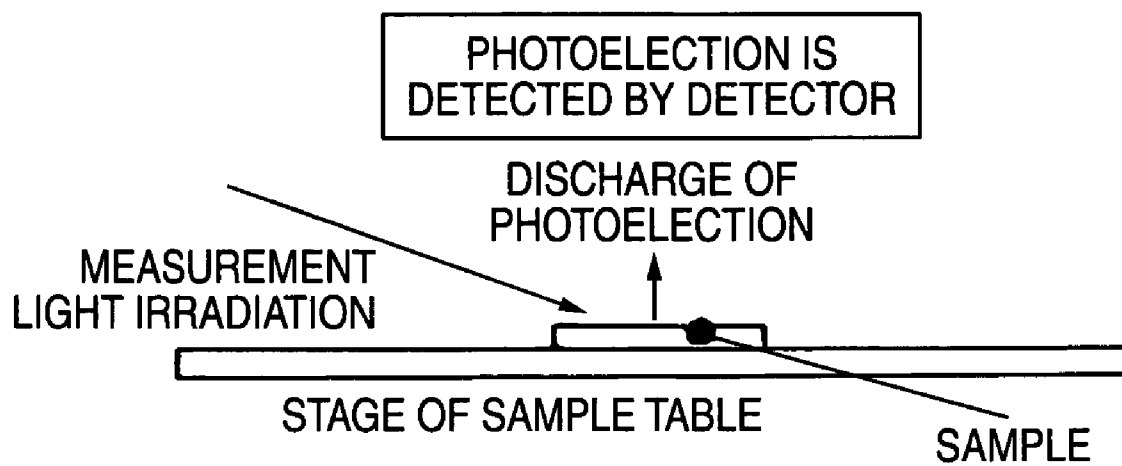 PHOTOELECTION IS
DETECTED BY DETECTOR
DISCHARGE OF
PHOTOELECTION
MEASUREMENT
LIGHT IRRADIATION
STAGE OF SAMPLE TABLE
SAMPLE